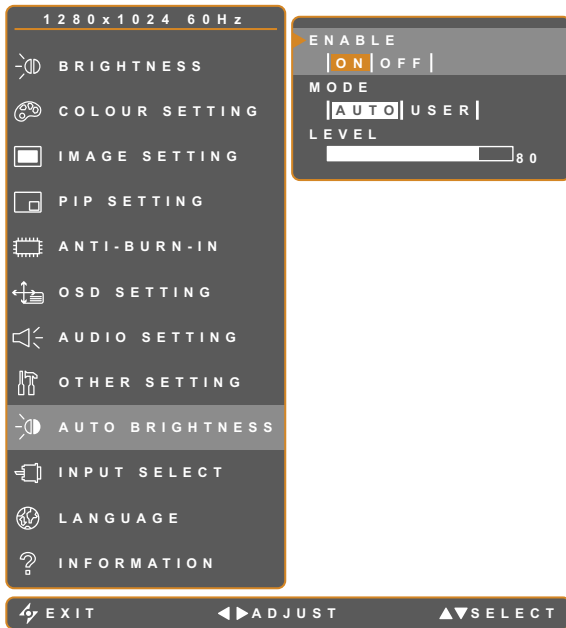 1280x1024 60Hz
BRIGHTNESS
COLOUR SETTING
IMAGE SETTING
PIP SETTING
ANTI-BURN-IN
OSD SETTING
AUDIO SETTING
OTHER SETTING
AUTO BRIGHTNESS
INPUT SELECT
LANGUAGE
INFORMATION
ENABLE
ON OFF
MODE
AUTO USER
LEVEL
80
EXIT ADJUST SELECT